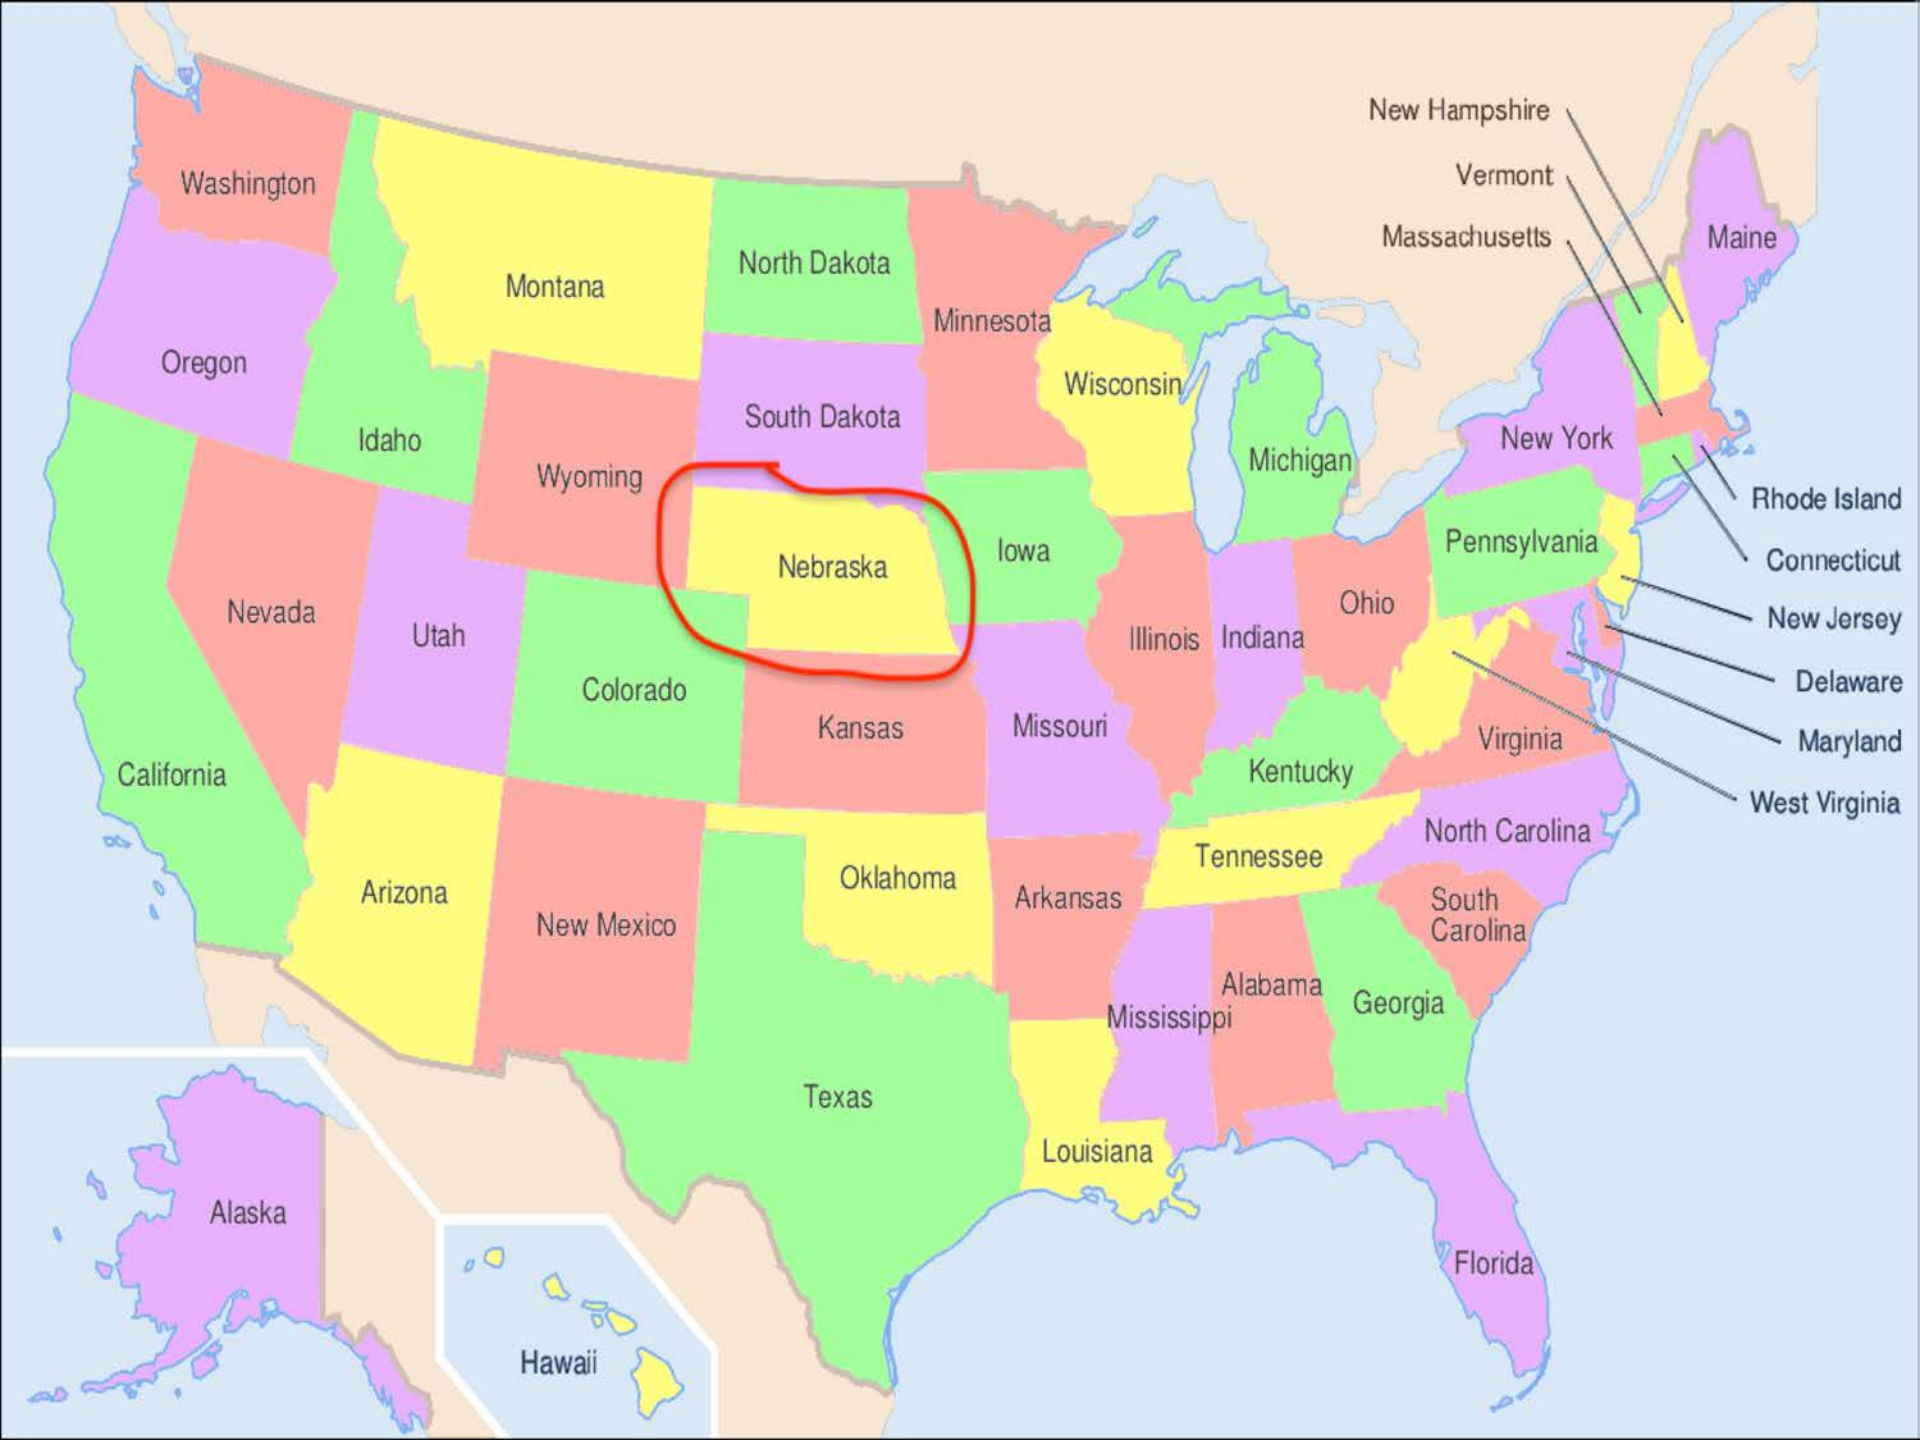 New Hampshire
Vermont
Massachusetts
Washington
Maine
North Dakota
Montana
Minnesota
Oregon
Wisconsin
South Dakota
Idaho
New York
Michigan
Wyoming
Rhode Island
Pennsylvania
Iowa
Connecticut
Nebraska
Ohio
Nevada
New Jersey
Utah
Illinois
Indiana
Delaware
Colorado
Missouri
Kansas
Virginia
Maryland
California
Kentucky
West Virginia
North Carolina
Tennessee
Oklahoma
Arizona
Arkansas
South
Carolina
New Mexico
Alabama
Georgia
Mississippi
Texas
Louisiana
Alaska
Florida
Hawaii